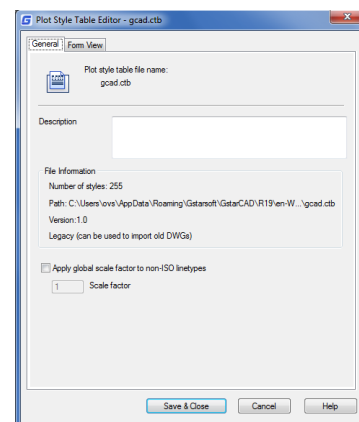 Plot Style Table Editor - gcad.ctb
General
Form View
Plot style table file name:
gcad.ctb
Description
File Information
Number of styles: 255
Path: C:\Users\ovs\AppData\Roaming\Gstarsoft\GstarCAD\R19\en-W...\gcad.ctb
Version:1.0
Legacy (can be used to import old DWGs)
Apply global scale factor to non-ISO linetypes
1 Scale factor
Save & Close Cancel Help